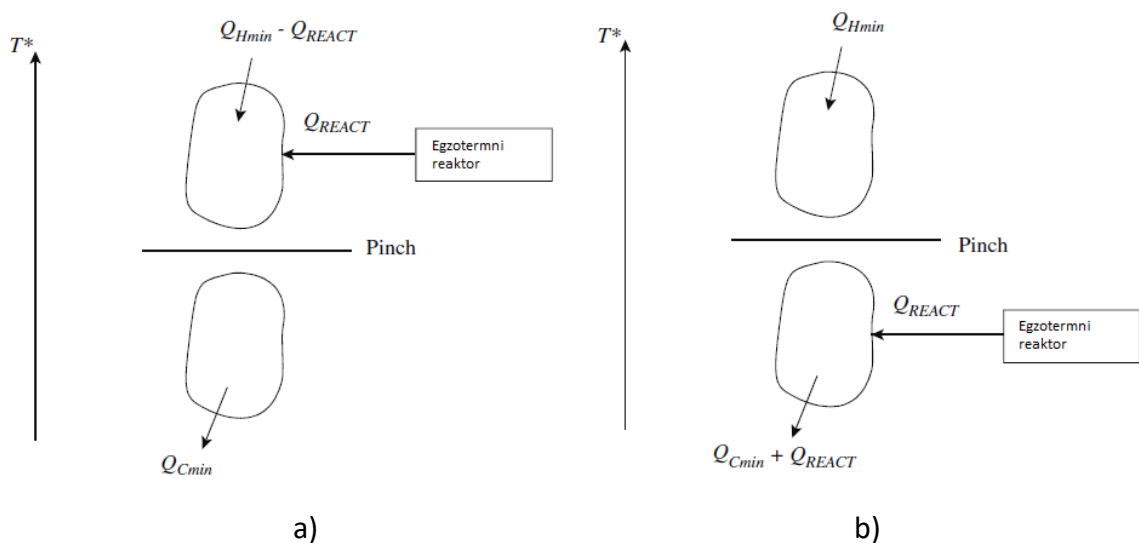 T*
Q_Hmin - Q_REACT
Q_REACT
Egzotermni
reaktor
Pinch
Q_Cmin
a)
T*
Q_Hmin
Pinch
Q_REACT
Egzotermni
reaktor
Q_Cmin + Q_REACT
b)